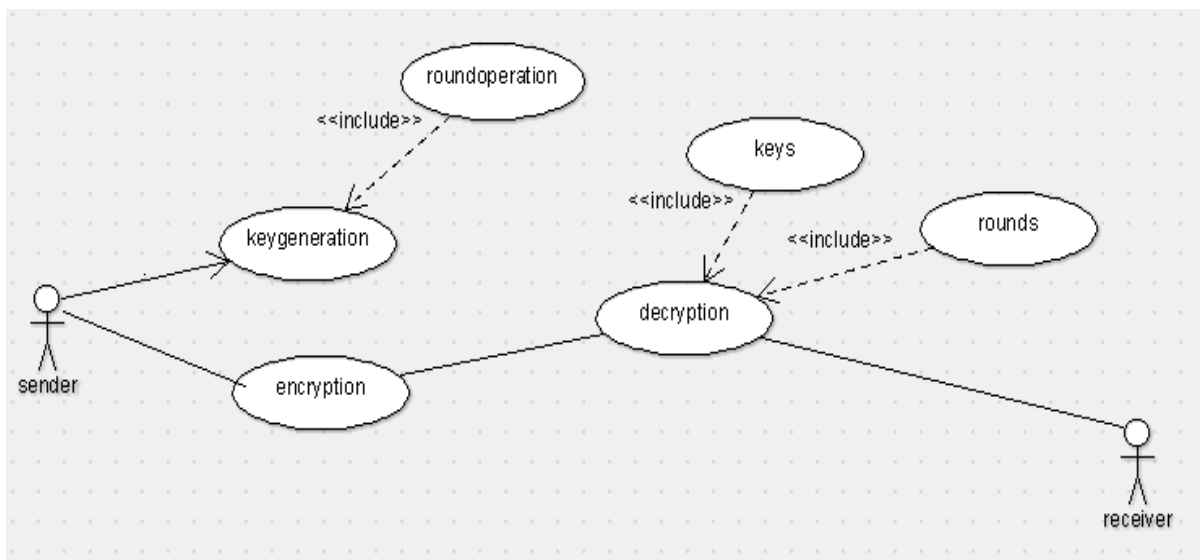 roundoperation
<<include>>
keys
<<include>>
rounds
keygeneration
<<include>>
decryption
sender
encryption
receiver